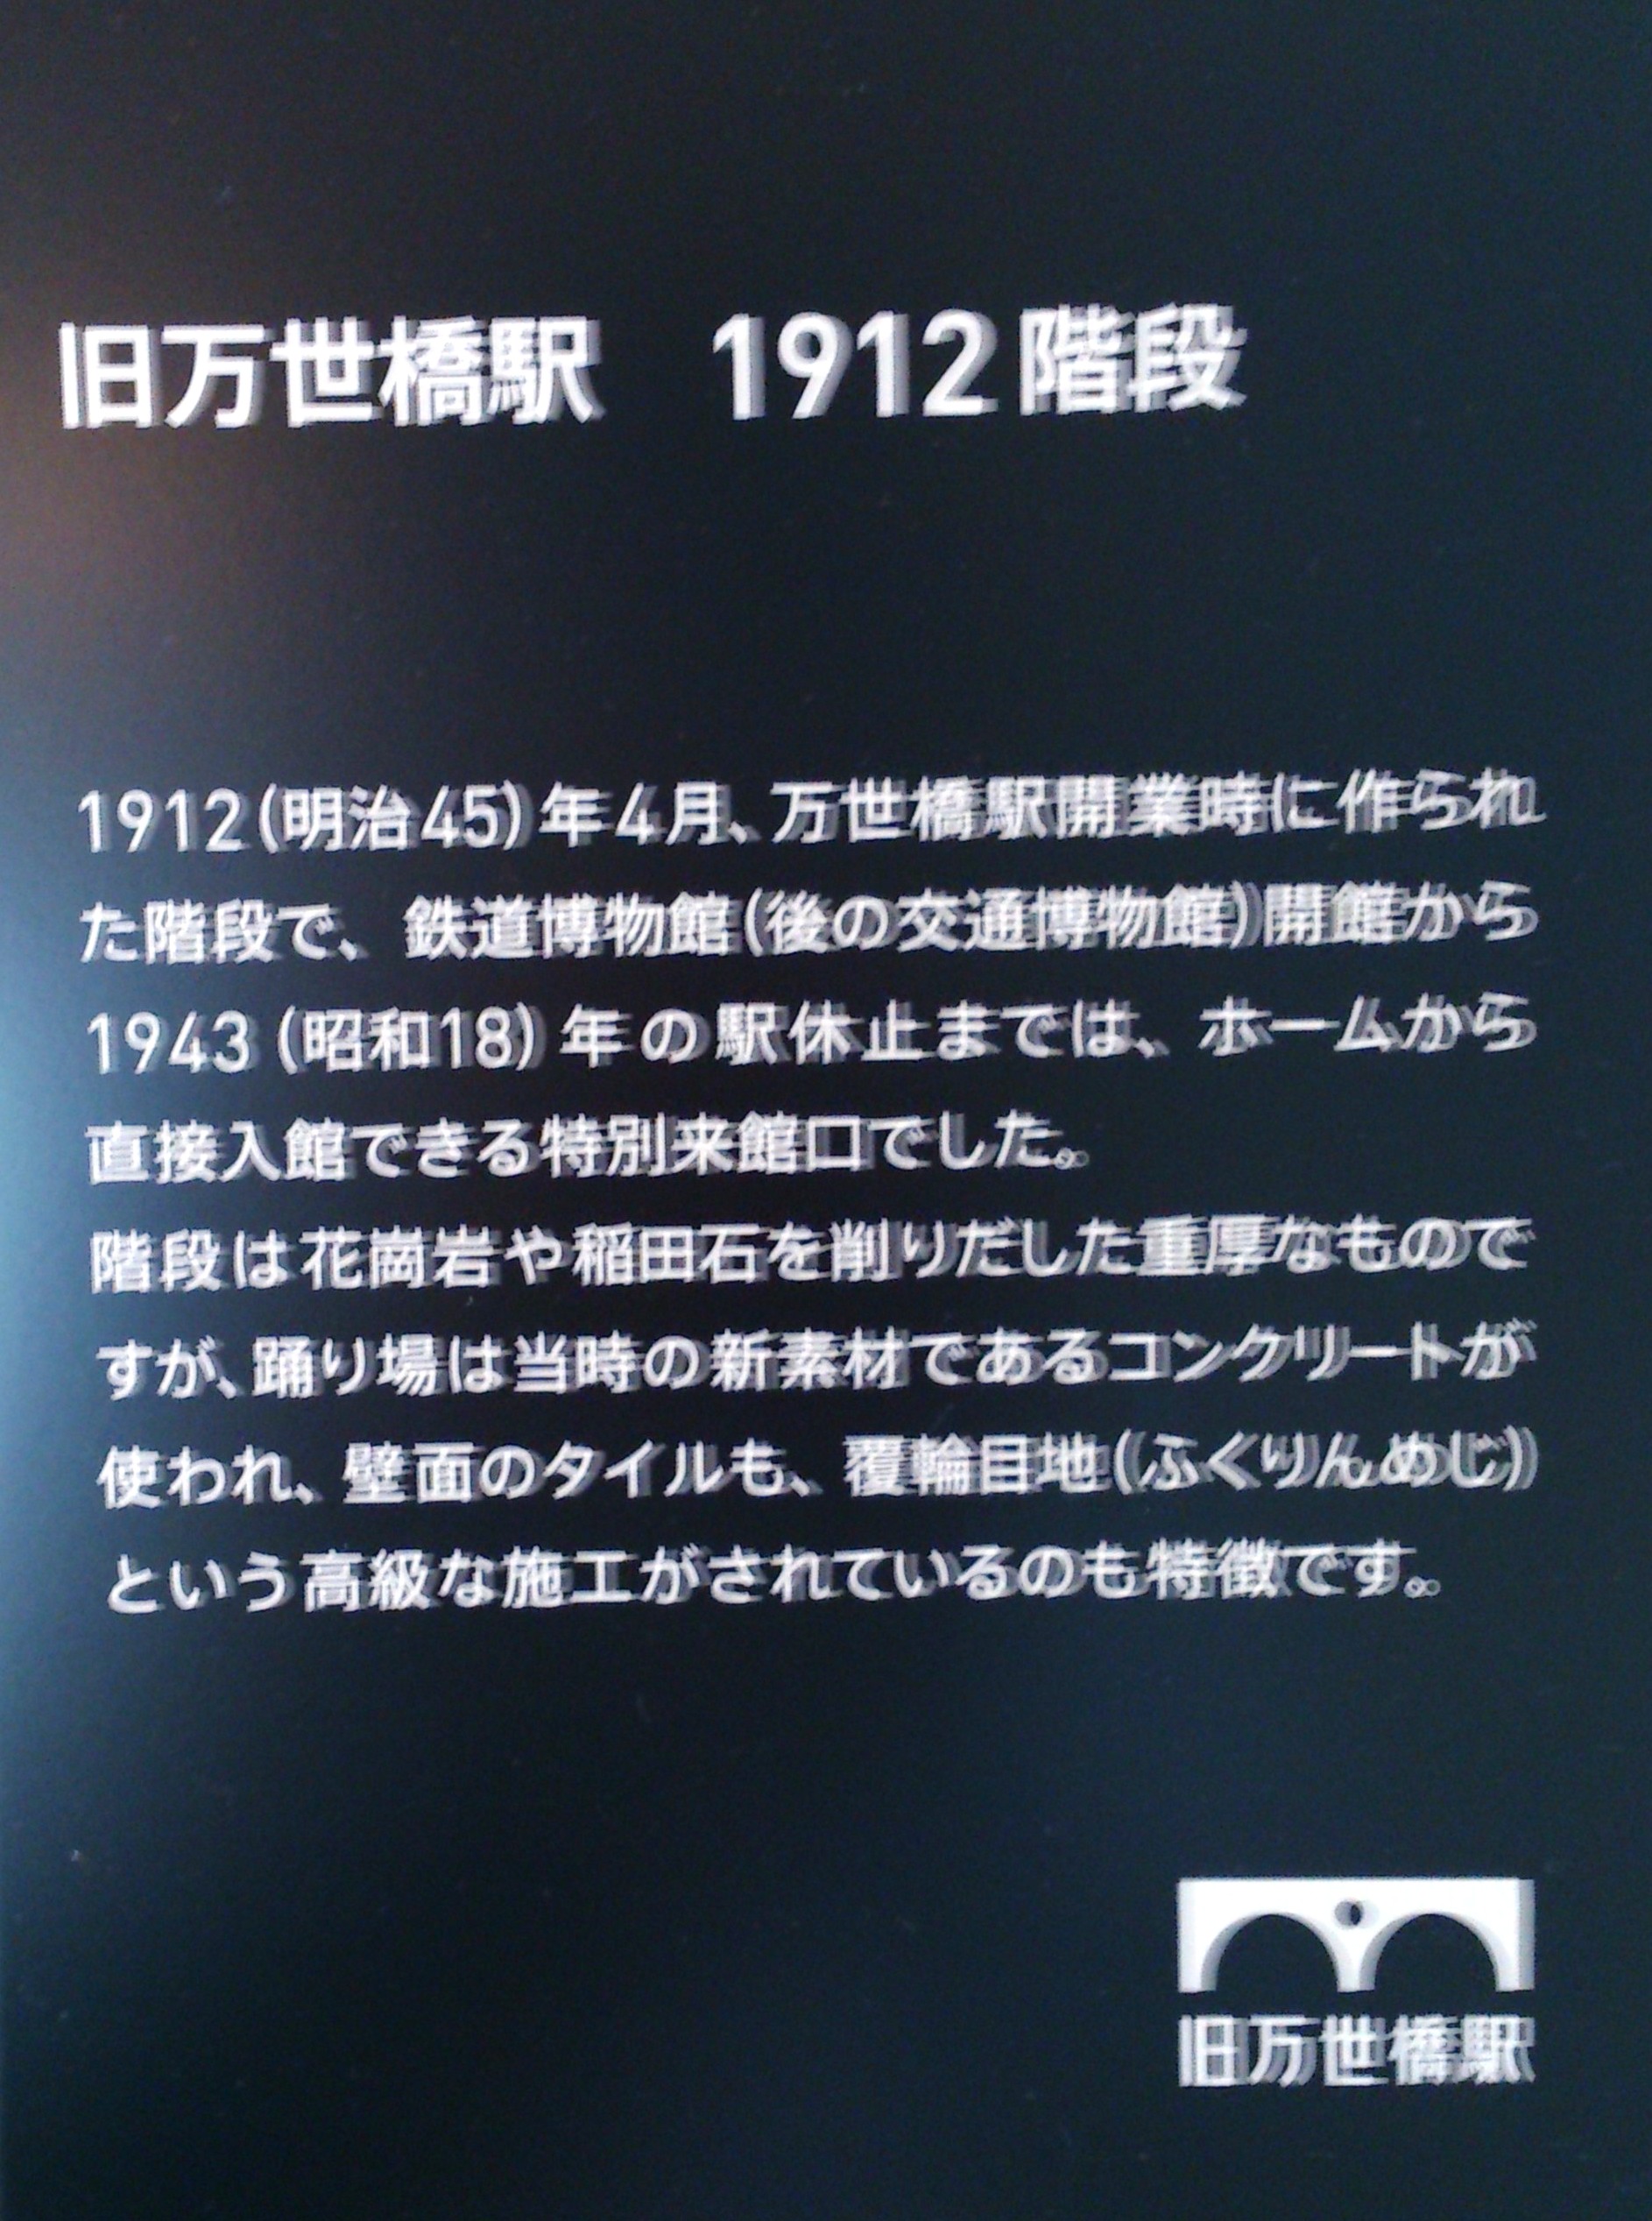 旧万世橋駅 1912階段
1912(明治45)年4月、万世橋駅開業時に作られ
た階段で、鉄道博物館(後の交通博物館)開館から
1943(昭和18)年の駅休止までは、ホームから
直接入館できる特別来館口でした。
階段は花崗岩や稲田石を削りだした重厚なもので
すが、踊り場は当時の新素材であるコンクリートが
使われ、壁面のタイルも、覆輪目地(ふくりんめじ)
という高級な施工がされているのも特徴です。
旧万世橋駅